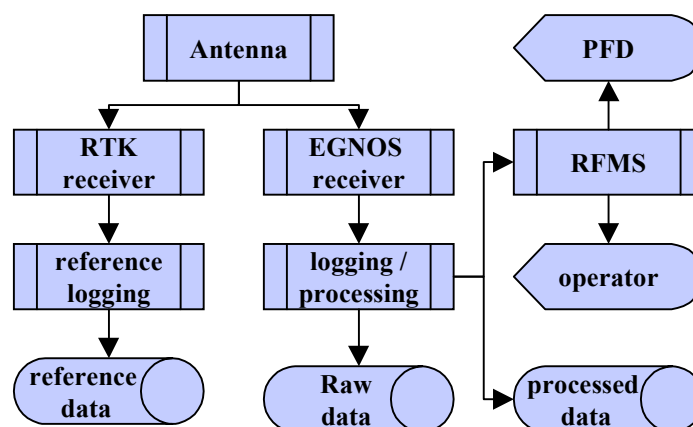 Antenna
PFD
RTK
receiver
EGNOS
receiver
RFMS
reference
logging
logging /
processing
operator
reference
data
Raw
data
processed
data